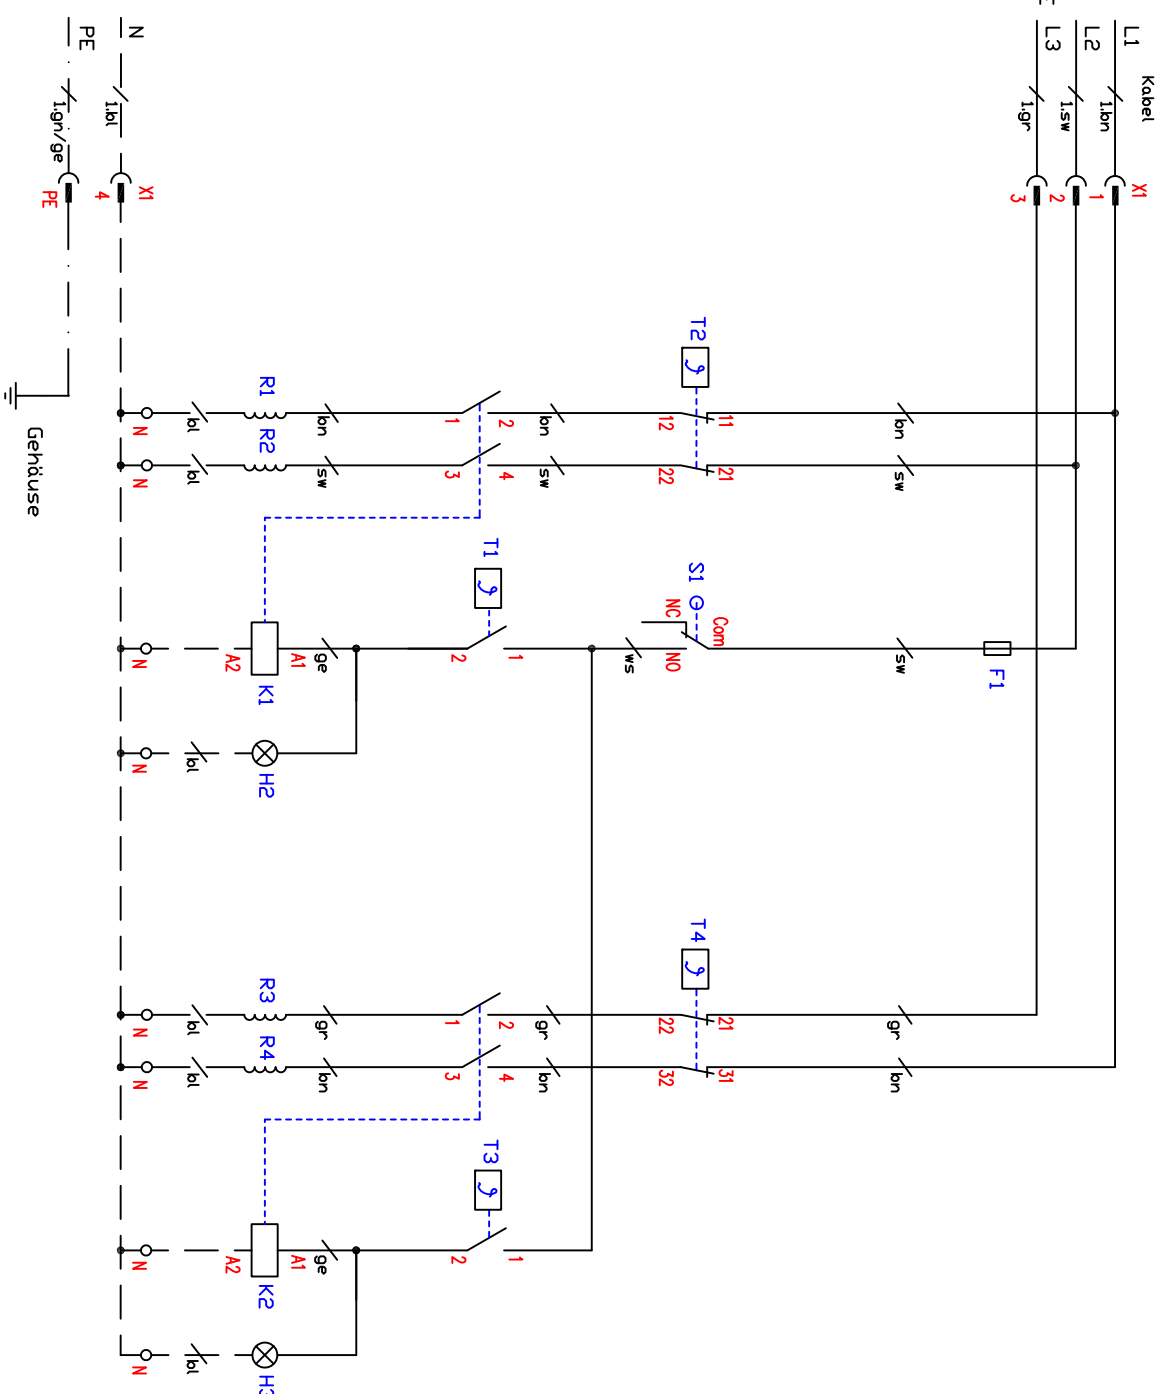 Kabel
L1
L2
L3
1.bn
1.sw
1.gr
X1
1
2
3
N
PE
1.bl
1.gn/ge
X1
4
PE
Gehäuse
bn
sw
sw
gr
bn
F1
T2
11
12
21
22
S1
Com
NC
NO
ws
T4
21
22
31
32
bn
sw
gr
bn
2
1
4
3
T1
1
2
2
1
4
3
T3
1
2
bn
sw
ge
gr
bn
ge
R1
R2
A1
K1
A2
H2
R3
R4
A1
K2
A2
bl
bl
bl
bl
bl
bl
N
N
N
N
N
N
N
N